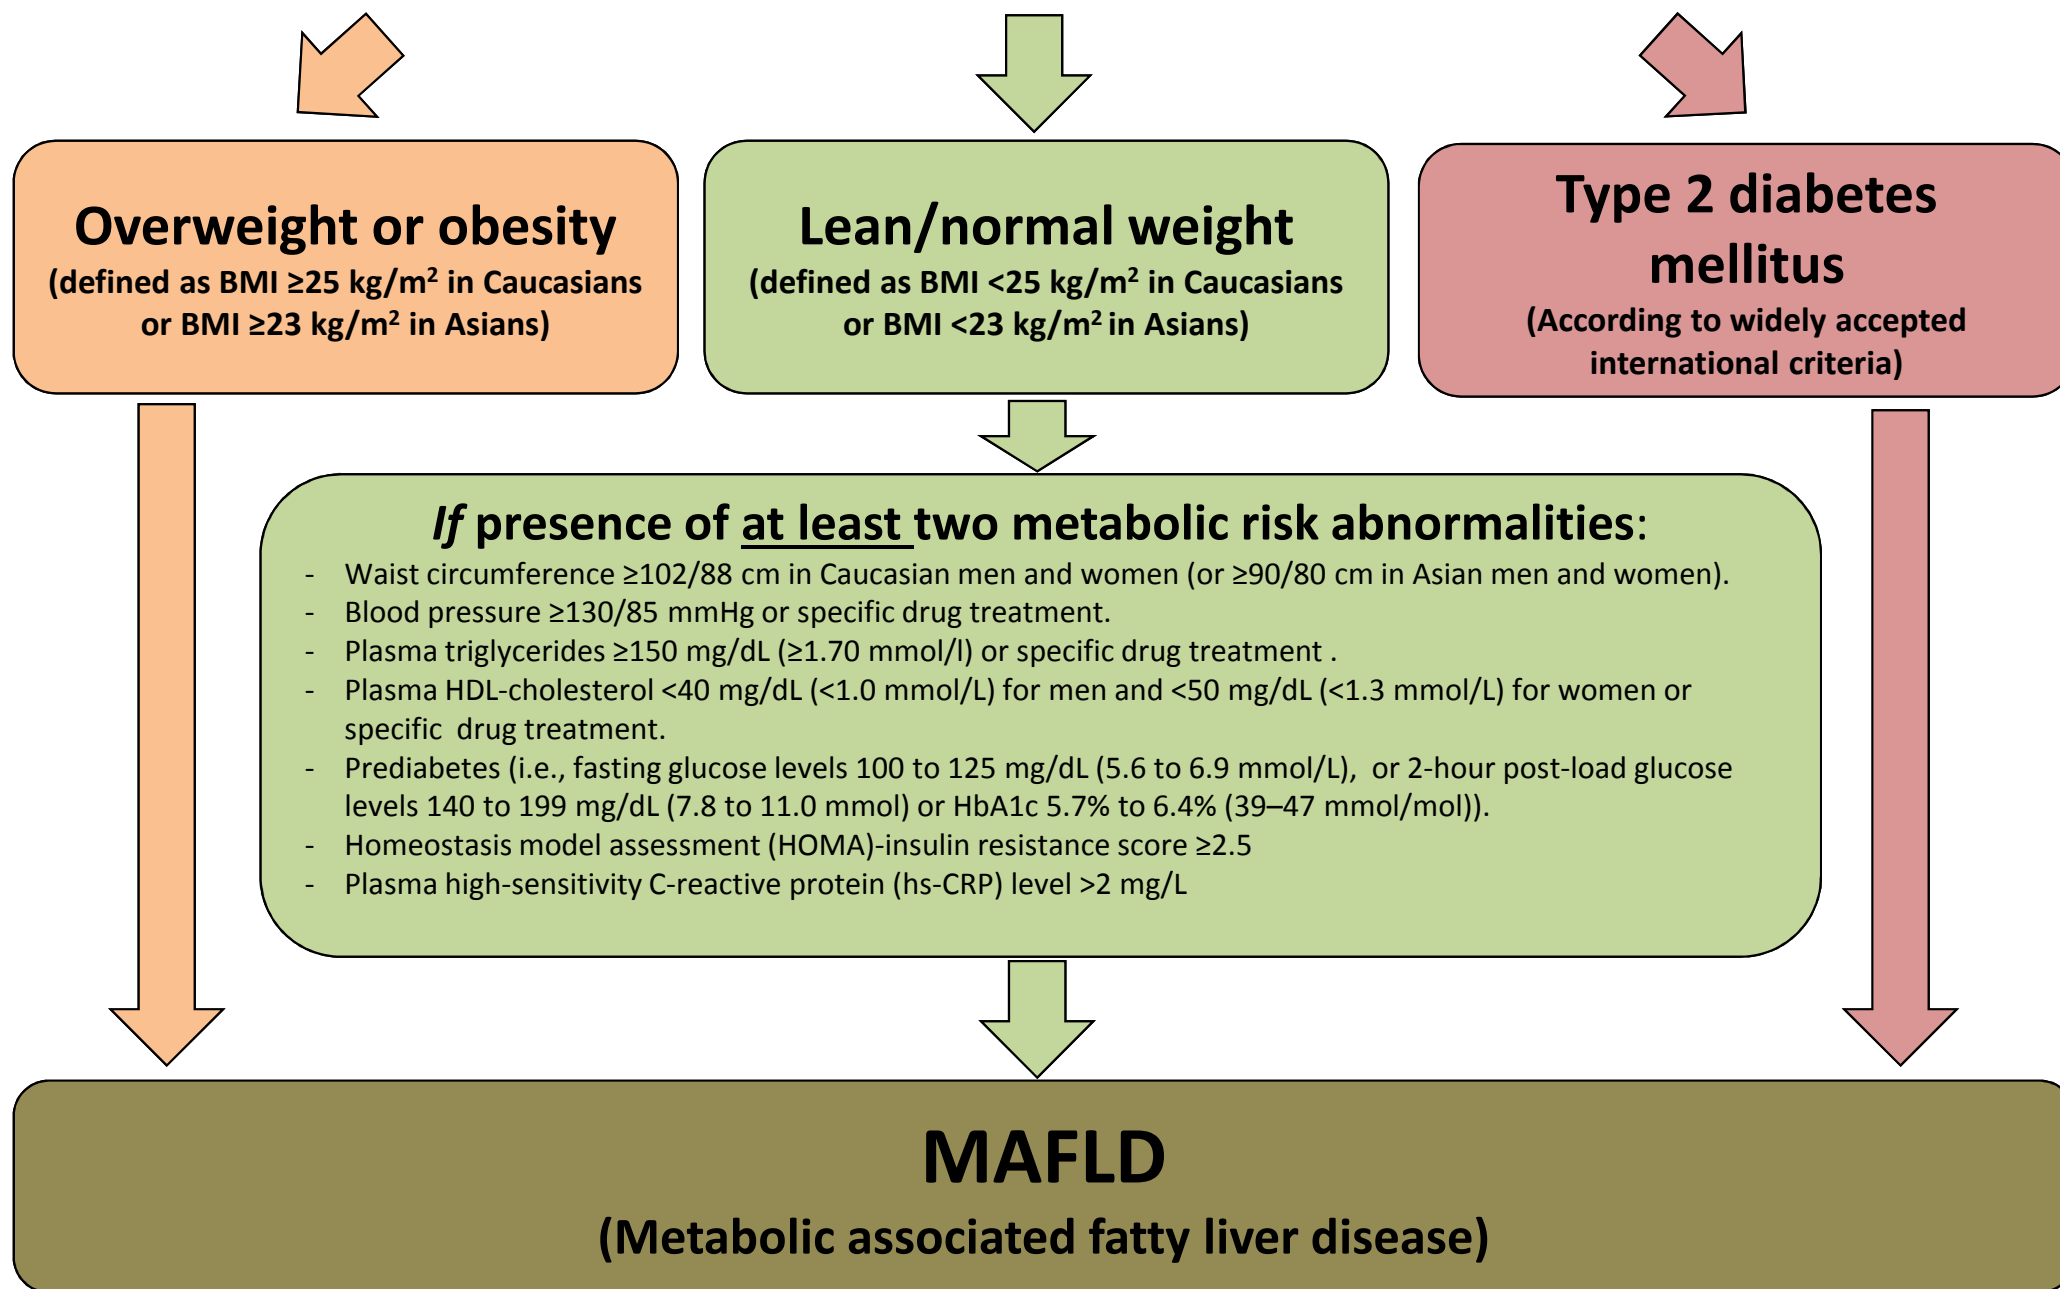 Overweight or obesity
(defined as BMI ≥25 kg/m² in Caucasians
or BMI ≥23 kg/m² in Asians)
Lean/normal weight
(defined as BMI <25 kg/m² in Caucasians
or BMI <23 kg/m² in Asians)
Type 2 diabetes
mellitus
(According to widely accepted
international criteria)
If presence of at least two metabolic risk abnormalities:
- Waist circumference ≥102/88 cm in Caucasian men and women (or ≥90/80 cm in Asian men and women).
- Blood pressure ≥130/85 mmHg or specific drug treatment.
- Plasma triglycerides ≥150 mg/dL (≥1.70 mmol/l) or specific drug treatment .
- Plasma HDL-cholesterol <40 mg/dL (<1.0 mmol/L) for men and <50 mg/dL (<1.3 mmol/L) for women or
specific drug treatment.
- Prediabetes (i.e., fasting glucose levels 100 to 125 mg/dL (5.6 to 6.9 mmol/L), or 2-hour post-load glucose
levels 140 to 199 mg/dL (7.8 to 11.0 mmol) or HbA1c 5.7% to 6.4% (39–47 mmol/mol)).
- Homeostasis model assessment (HOMA)-insulin resistance score ≥2.5
- Plasma high-sensitivity C-reactive protein (hs-CRP) level >2 mg/L
MAFLD
(Metabolic associated fatty liver disease)